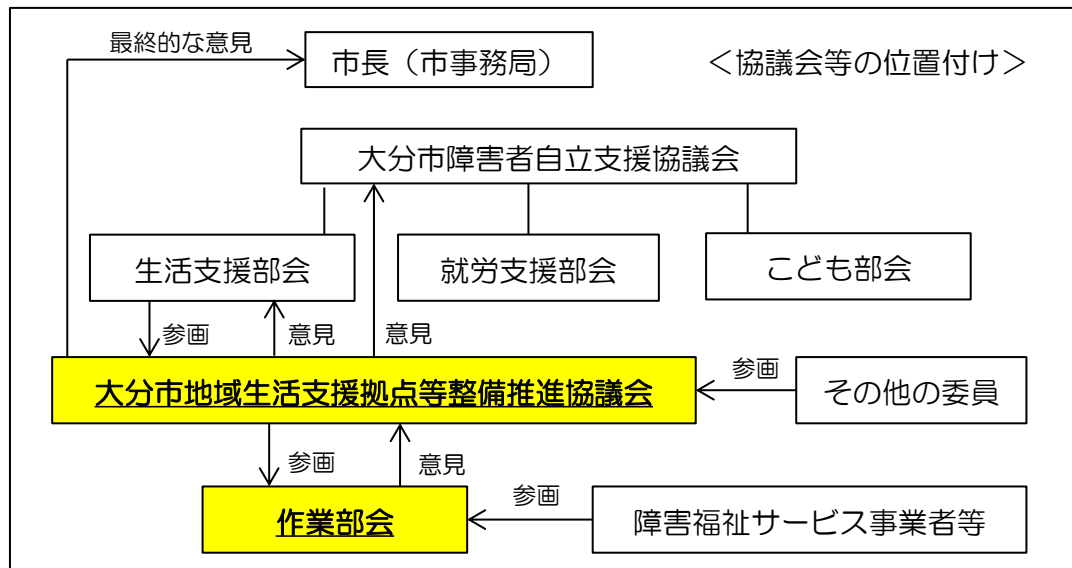 最終的な意見
市長（市事務局）
＜協議会等の位置付け＞
大分市障害者自立支援協議会
生活支援部会
就労支援部会
こども部会
参画
意見
意見
大分市地域生活支援拠点等整備推進協議会
参画
その他の委員
参画
意見
作業部会
参画
障害福祉サービス事業者等